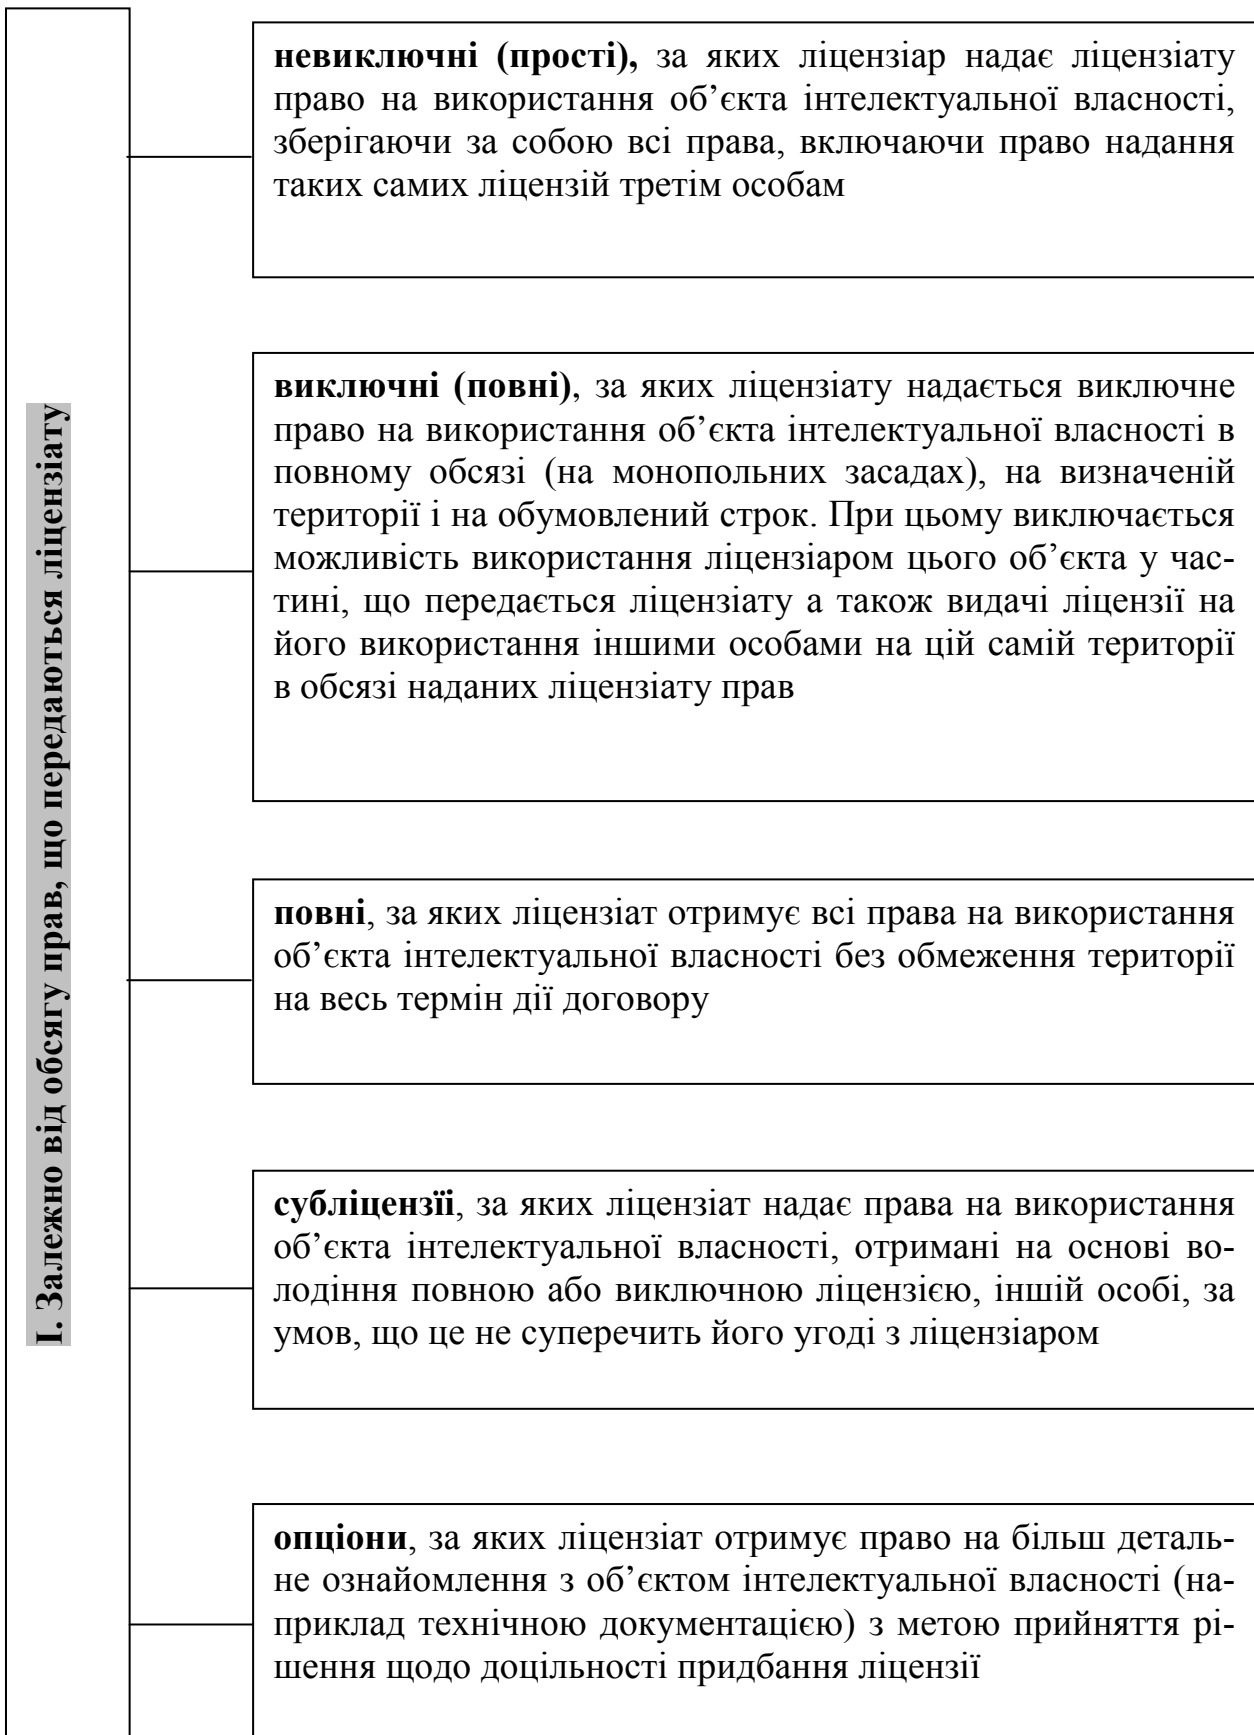 І. Залежно від обсягу прав, що передаються ліцензіату
невиключні (прості), за яких ліцензіар надає ліцензіату
право на використання об’єкта інтелектуальної власності,
зберігаючи за собою всі права, включаючи право надання
таких самих ліцензій третім особам
виключні (повні), за яких ліцензіату надається виключне
право на використання об’єкта інтелектуальної власності в
повному обсязі (на монопольних засадах), на визначеній
території і на обумовлений строк. При цьому виключається
можливість використання ліцензіаром цього об’єкта у час-
тині, що передається ліцензіату а також видачі ліцензії на
його використання іншими особами на цій самій території
в обсязі наданих ліцензіату прав
повні, за яких ліцензіат отримує всі права на використання
об’єкта інтелектуальної власності без обмеження території
на весь термін дії договору
субліцензїі, за яких ліцензіат надає права на використання
об’єкта інтелектуальної власності, отримані на основі во-
лодіння повною або виключною ліцензією, іншій особі, за
умов, що це не суперечить його угоді з ліцензіаром
опціони, за яких ліцензіат отримує право на більш деталь-
не ознайомлення з об’єктом інтелектуальної власності (на-
приклад технічною документацією) з метою прийняття рі-
шення щодо доцільності придбання ліцензії